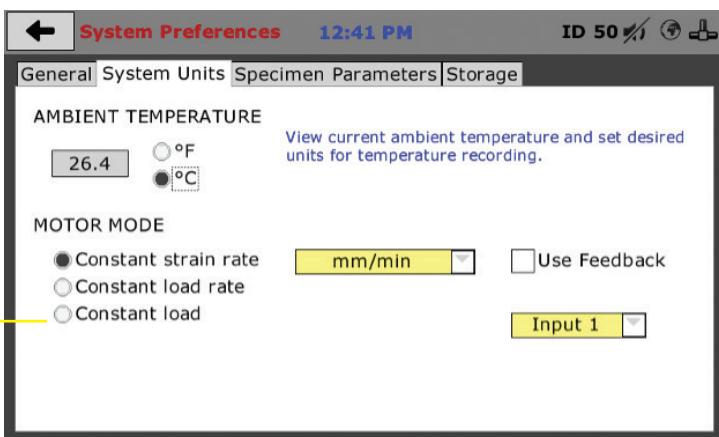 System Preferences 12:41 PM ID 50
General System Units Specimen Parameters Storage
AMBIENT TEMPERATURE
View current ambient temperature and set desired
units for temperature recording.
26.4
°F
°C
MOTOR MODE
Constant strain rate mm/min Use Feedback
Constant load rate
Constant load
Input 1